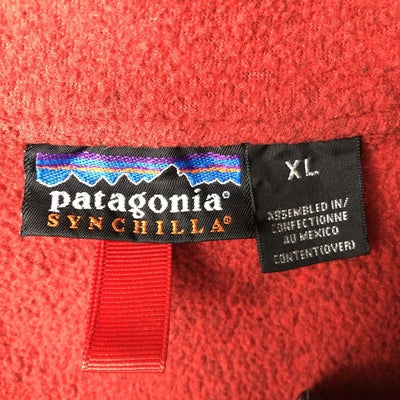 patagonia®
SYNCHILLA®
XL
ASSEMBLED IN/
CONFECTIONNE
AU MEXICO
CONTENT(OVER)